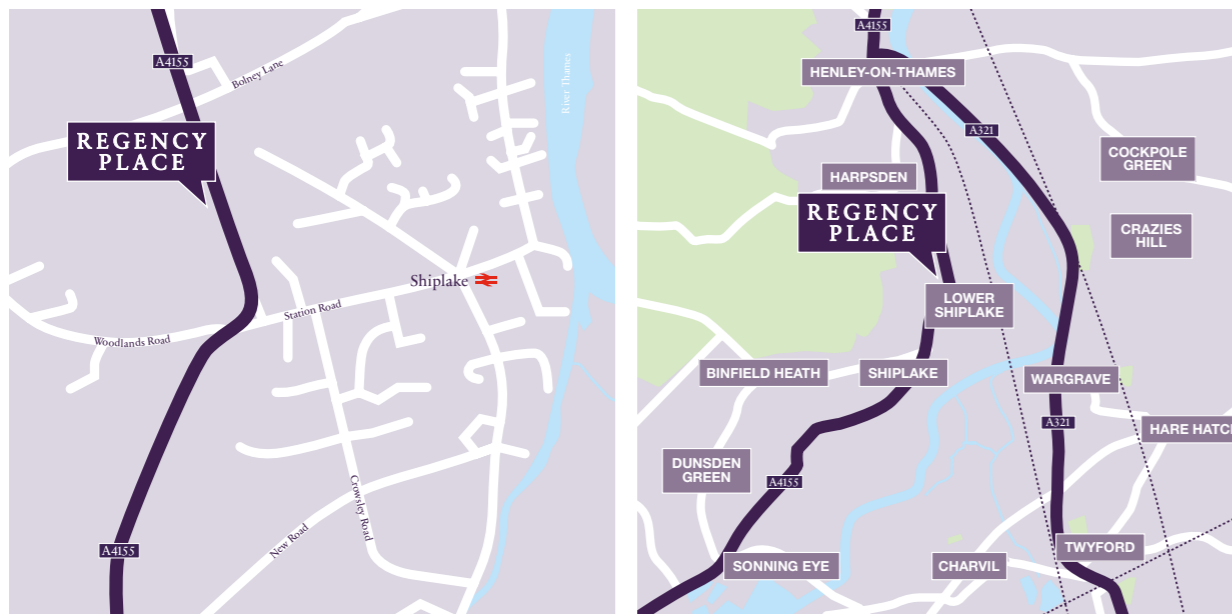 A4155
Bolney Lane
River Thames
REGENCY
PLACE
Shiplake
Station Road
Woodlands Road
Crowsley Road
New Road
A4155
A4155
HENLEY-ON-THAMES
A321
COCKPOLE
GREEN
HARPSDEN
REGENCY
PLACE
CRAZIES
HILL
LOWER
SHIPLAKE
BINFIELD HEATH
SHIPLAKE
WARGRAVE
A321
HARE HATCH
DUNSDEN
GREEN
A4155
TWYFORD
SONNING EYE
CHARVIL